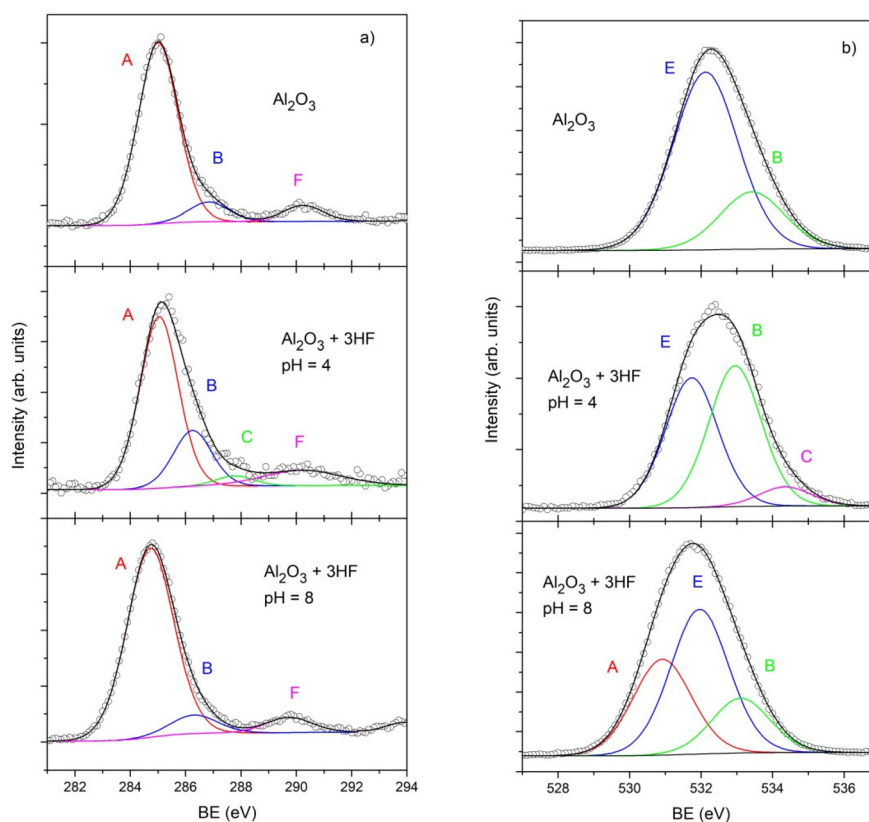 a)
A
Al2O3
B
F
A
Al2O3 + 3HF
pH = 4
B
C
F
A
Al2O3 + 3HF
pH = 8
B
F
Intensity (arb. units)
282 284 286 288 290 292 294
BE (eV)
b)
E
Al2O3
B
B
E
Al2O3 + 3HF
pH = 4
C
Al2O3 + 3HF
pH = 8
E
A
B
Intensity (arb. units)
528 530 532 534 536
BE (eV)